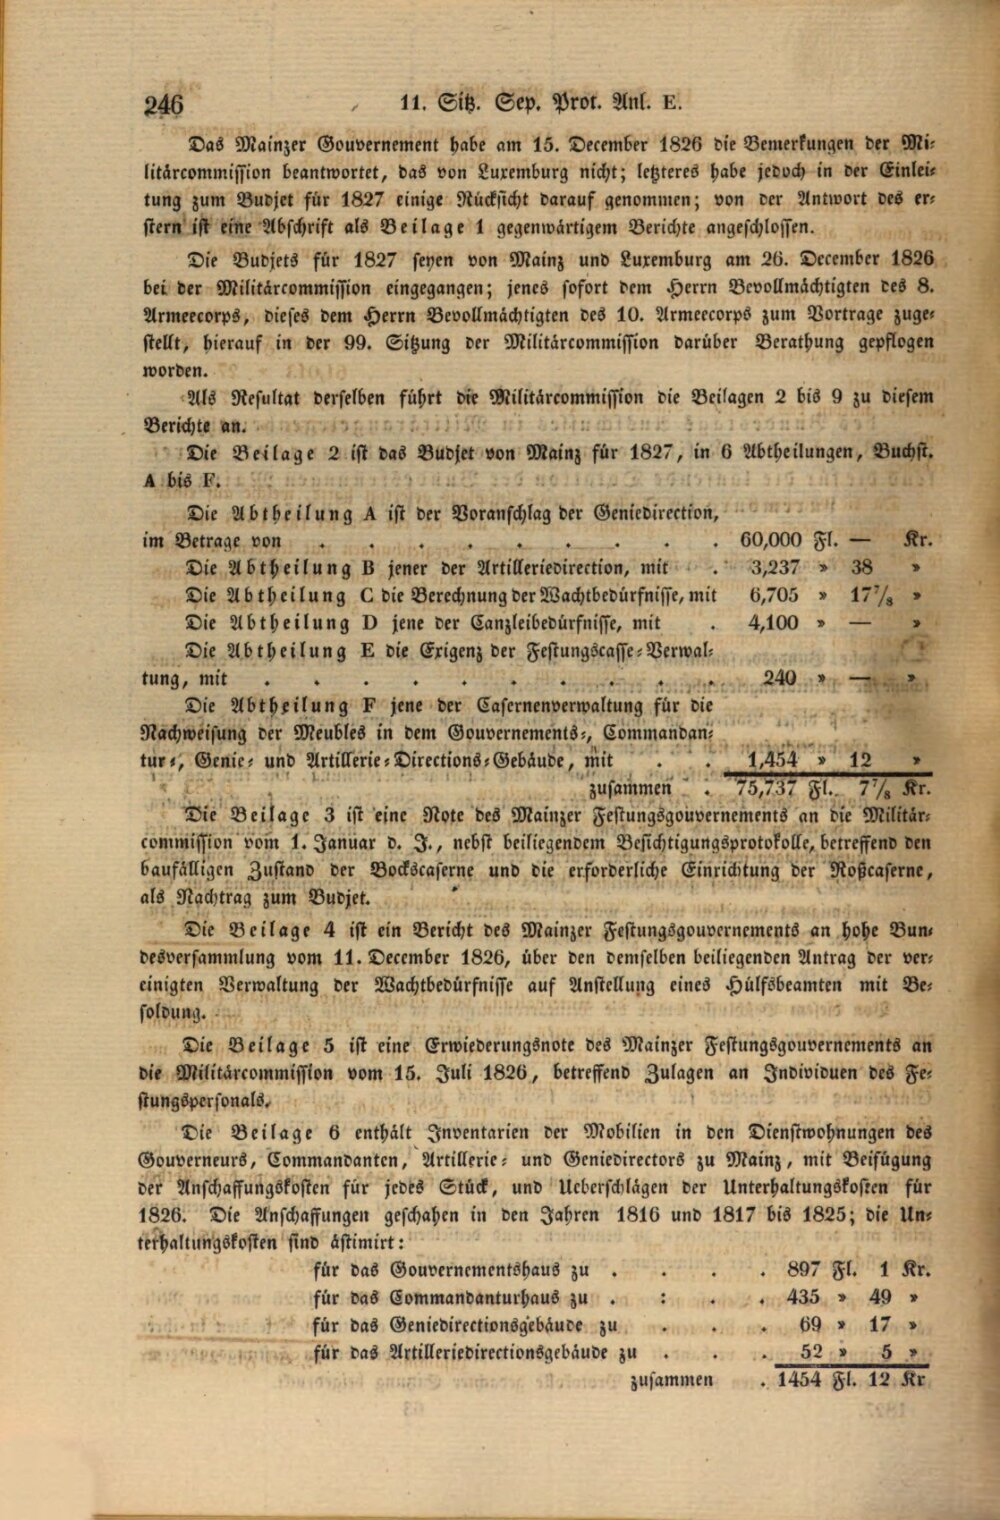 246 11. Sitz. Sep. Prot. Anl. E.
Das Mainzer Gouvernement habe am 15. December 1826 die Bemerkungen der Mi-
litärcommission beantwortet, das von Luxemburg nicht; letzteres habe jedoch in der Einlei-
tung zum Budjet für 1827 einige Rücksicht darauf genommen; von der Antwort des er-
stern ist eine Abschrift als Beilage 1 gegenwärtigem Berichte angeschlossen.
Die Budjets für 1827 seyen von Mainz und Luxemburg am 26. December 1826
bei der Militärcommission eingegangen; jenes sofort dem Herrn Bevollmächtigten des 8.
Armeecorps, dieses dem Herrn Bevollmächtigten des 10. Armeecorps zum Vortrage zuge-
stellt, hierauf in der 99. Sitzung der Militärcommission darüber Berathung gepflogen
worden.
Als Resultat derselben führt die Militärcommission die Beilagen 2 bis 9 zu diesem
Berichte an.
Die Beilage 2 ist das Budjet von Mainz für 1827, in 6 Abtheilungen, Buchst.
A bis F.
Die Abtheilung A ist der Voranschlag der Geniedirection,
im Betrage von . . . . . . . . . 60,000 Fl. — Kr.
Die Abtheilung B jener der Artilleriedirection, mit . 3,237 » 38 »
Die Abtheilung C die Berechnung der Wachtbedürfnisse, mit 6,705 » 17⅞ »
Die Abtheilung D jene der Canzleibedürfnisse, mit . 4,100 » — »
Die Abtheilung E die Exigenz der Festungscasse-Verwal-
tung, mit . . . . . . . . . . 240 » — »
Die Abtheilung F jene der Casernenverwaltung für die
Nachweisung der Meubles in dem Gouvernements-, Commandan-
tur-, Genie- und Artillerie-Directions-Gebäude, mit . . 1,454 » 12 »
zusammen . 75,737 Fl. 7⅞ Kr.
Die Beilage 3 ist eine Note des Mainzer Festungsgouvernements an die Militär-
commission vom 1. Januar d. J., nebst beiliegendem Besichtigungsprotokolle, betreffend den
baufälligen Zustand der Bockscaserne und die erforderliche Einrichtung der Roßcaserne,
als Nachtrag zum Budjet.
Die Beilage 4 ist ein Bericht des Mainzer Festungsgouvernements an hohe Bun-
desversammlung vom 11. December 1826, über den demselben beiliegenden Antrag der ver-
einigten Verwaltung der Wachtbedürfnisse auf Anstellung eines Hülfsbeamten mit Be-
soldung.
Die Beilage 5 ist eine Erwiederungsnote des Mainzer Festungsgouvernements an
die Militärcommission vom 15. Juli 1826, betreffend Zulagen an Individuen des Fe-
stungspersonals.
Die Beilage 6 enthält Inventarien der Mobilien in den Dienstwohnungen des
Gouverneurs, Commandanten, Artillerie- und Geniedirectors zu Mainz, mit Beifügung
der Anschaffungskosten für jedes Stück, und Ueberschlägen der Unterhaltungskosten für
1826. Die Anschaffungen geschahen in den Jahren 1816 und 1817 bis 1825; die Un-
terhaltungskosten sind ästimirt:
für das Gouvernementshaus zu . . . . 897 Fl. 1 Kr.
für das Commandanturhaus zu . : . . 435 » 49 »
für das Geniedirectionsgebäude zu . . . 69 » 17 »
für das Artilleriedirectionsgebäude zu . . . 52 » 5 »
zusammen . 1454 Fl. 12 Kr